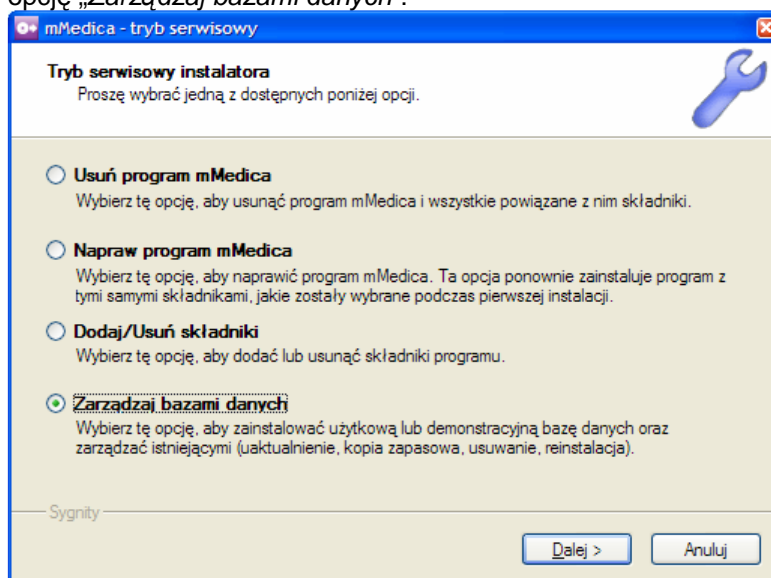 opcję „Zarządzaj bazami danych”.
mMedica - tryb serwisowy
Tryb serwisowy instalatora
Proszę wybrać jedną z dostępnych poniżej opcji.
Usuń program mMedica
Wybierz tę opcję, aby usunąć program mMedica i wszystkie powiązane z nim składniki.
Napraw program mMedica
Wybierz tę opcję, aby naprawić program mMedica. Ta opcja ponownie zainstaluje program z
tymi samymi składnikami, jakie zostały wybrane podczas pierwszej instalacji.
Dodaj/Usuń składniki
Wybierz tę opcję, aby dodać lub usunąć składniki programu.
Zarządzaj bazami danych
Wybierz tę opcję, aby zainstalować użytkową lub demonstracyjną bazę danych oraz
zarządzać istniejącymi (uaktualnienie, kopia zapasowa, usuwanie, reinstalacja).
Sygnity
Dalej >
Anuluj